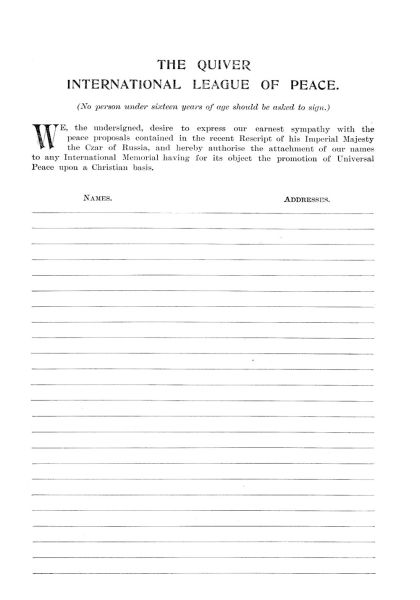 THE QUIVER
INTERNATIONAL LEAGUE OF PEACE.
(No person under sixteen years of age should be asked to sign.)
WE, the undersigned, desire to express our earnest sympathy with the
peace proposals contained in the recent Rescript of his Imperial Majesty
the Czar of Russia, and hereby authorise the attachment of our names
to any International Memorial having for its object the promotion of Universal
Peace upon a Christian basis.
NAMES. ADDRESSES.